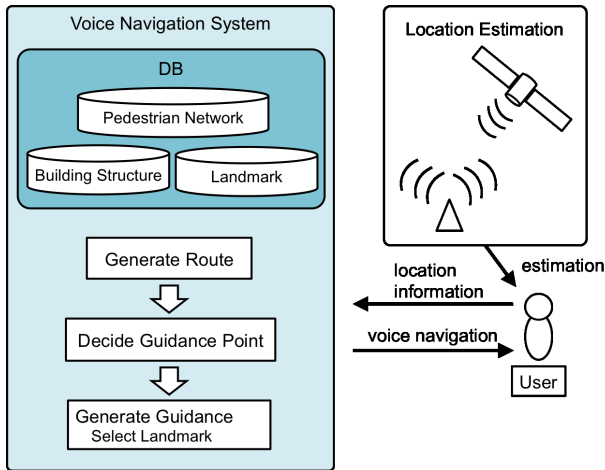 Voice Navigation System
DB
Pedestrian Network
Building Structure
Landmark
Generate Route
Decide Guidance Point
Generate Guidance
Select Landmark
Location Estimation
estimation
location
information
voice navigation
User